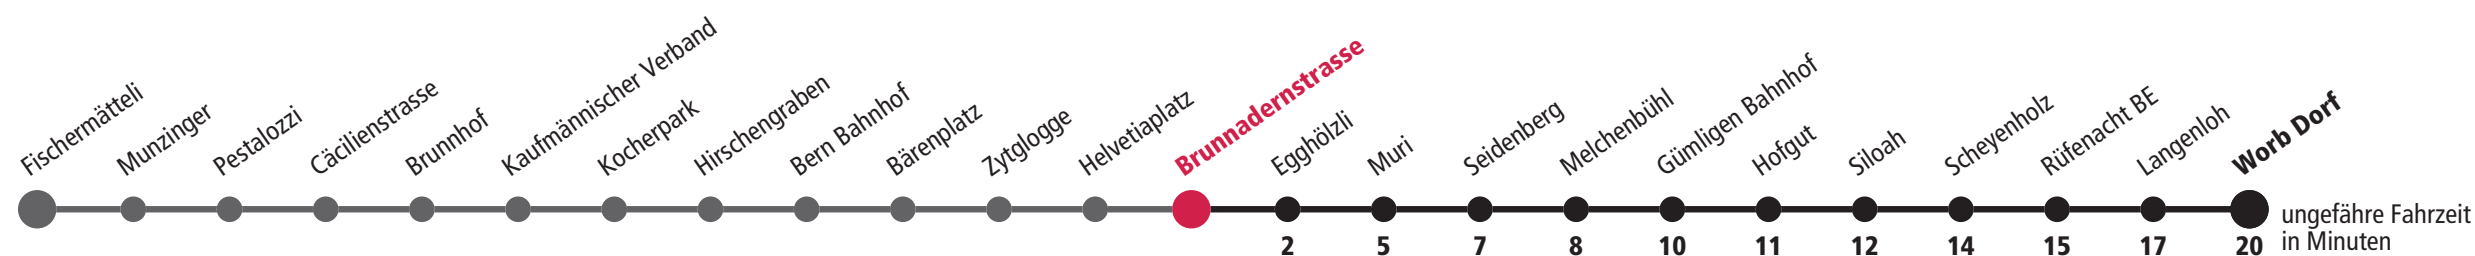 Fischermätteli
Munzinger
Pestalozzi
Cäcilienstrasse
Brunnhof
Kaufmännischer Verband
Kocherpark
Hirschengraben
Bern Bahnhof
Bärenplatz
Zytglogge
Helvetiaplatz
Brunnadernstrasse
Egghölzli
Muri
Seidenberg
Melchenbühl
Gümligen Bahnhof
Hofgut
Siloah
Scheyenholz
Rüfenacht BE
Langenloh
Worb Dorf
2 5 7 8 10 11 12 14 15 17 20
ungefähre Fahrzeit
in Minuten